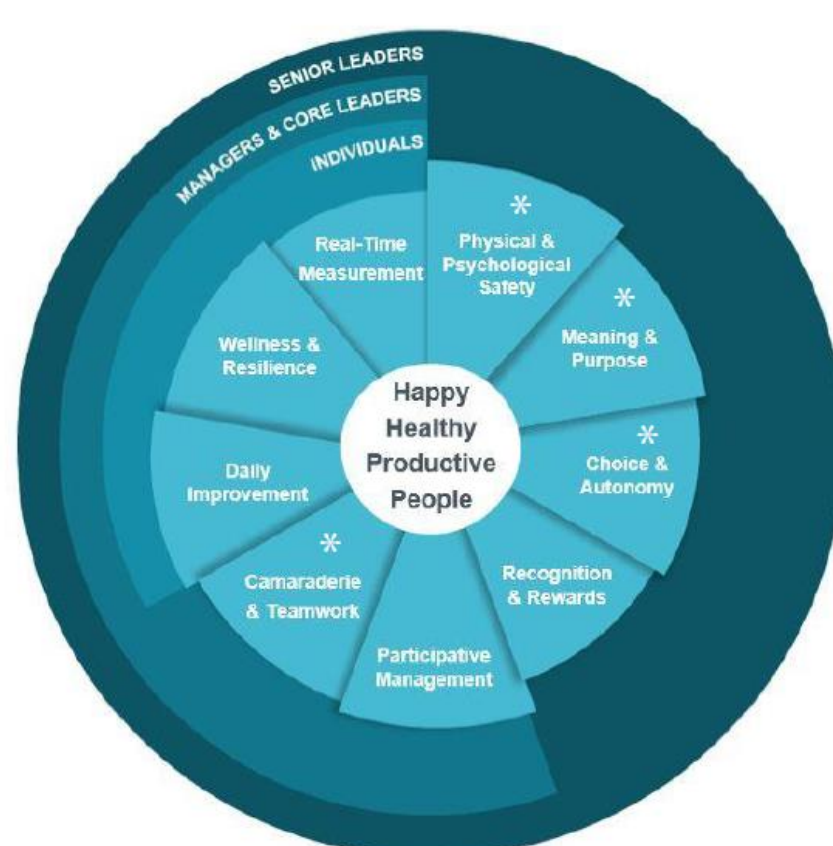 SENIOR LEADERS
MANAGERS & CORE LEADERS
INDIVIDUALS
Real-Time
Measurement
*
Physical &
Psychological
Safety
*
Meaning &
Purpose
*
Choice &
Autonomy
Recognition
& Rewards
Participative
Management
*
Camaraderie
& Teamwork
Daily
Improvement
Wellness &
Resilience
Happy
Healthy
Productive
People